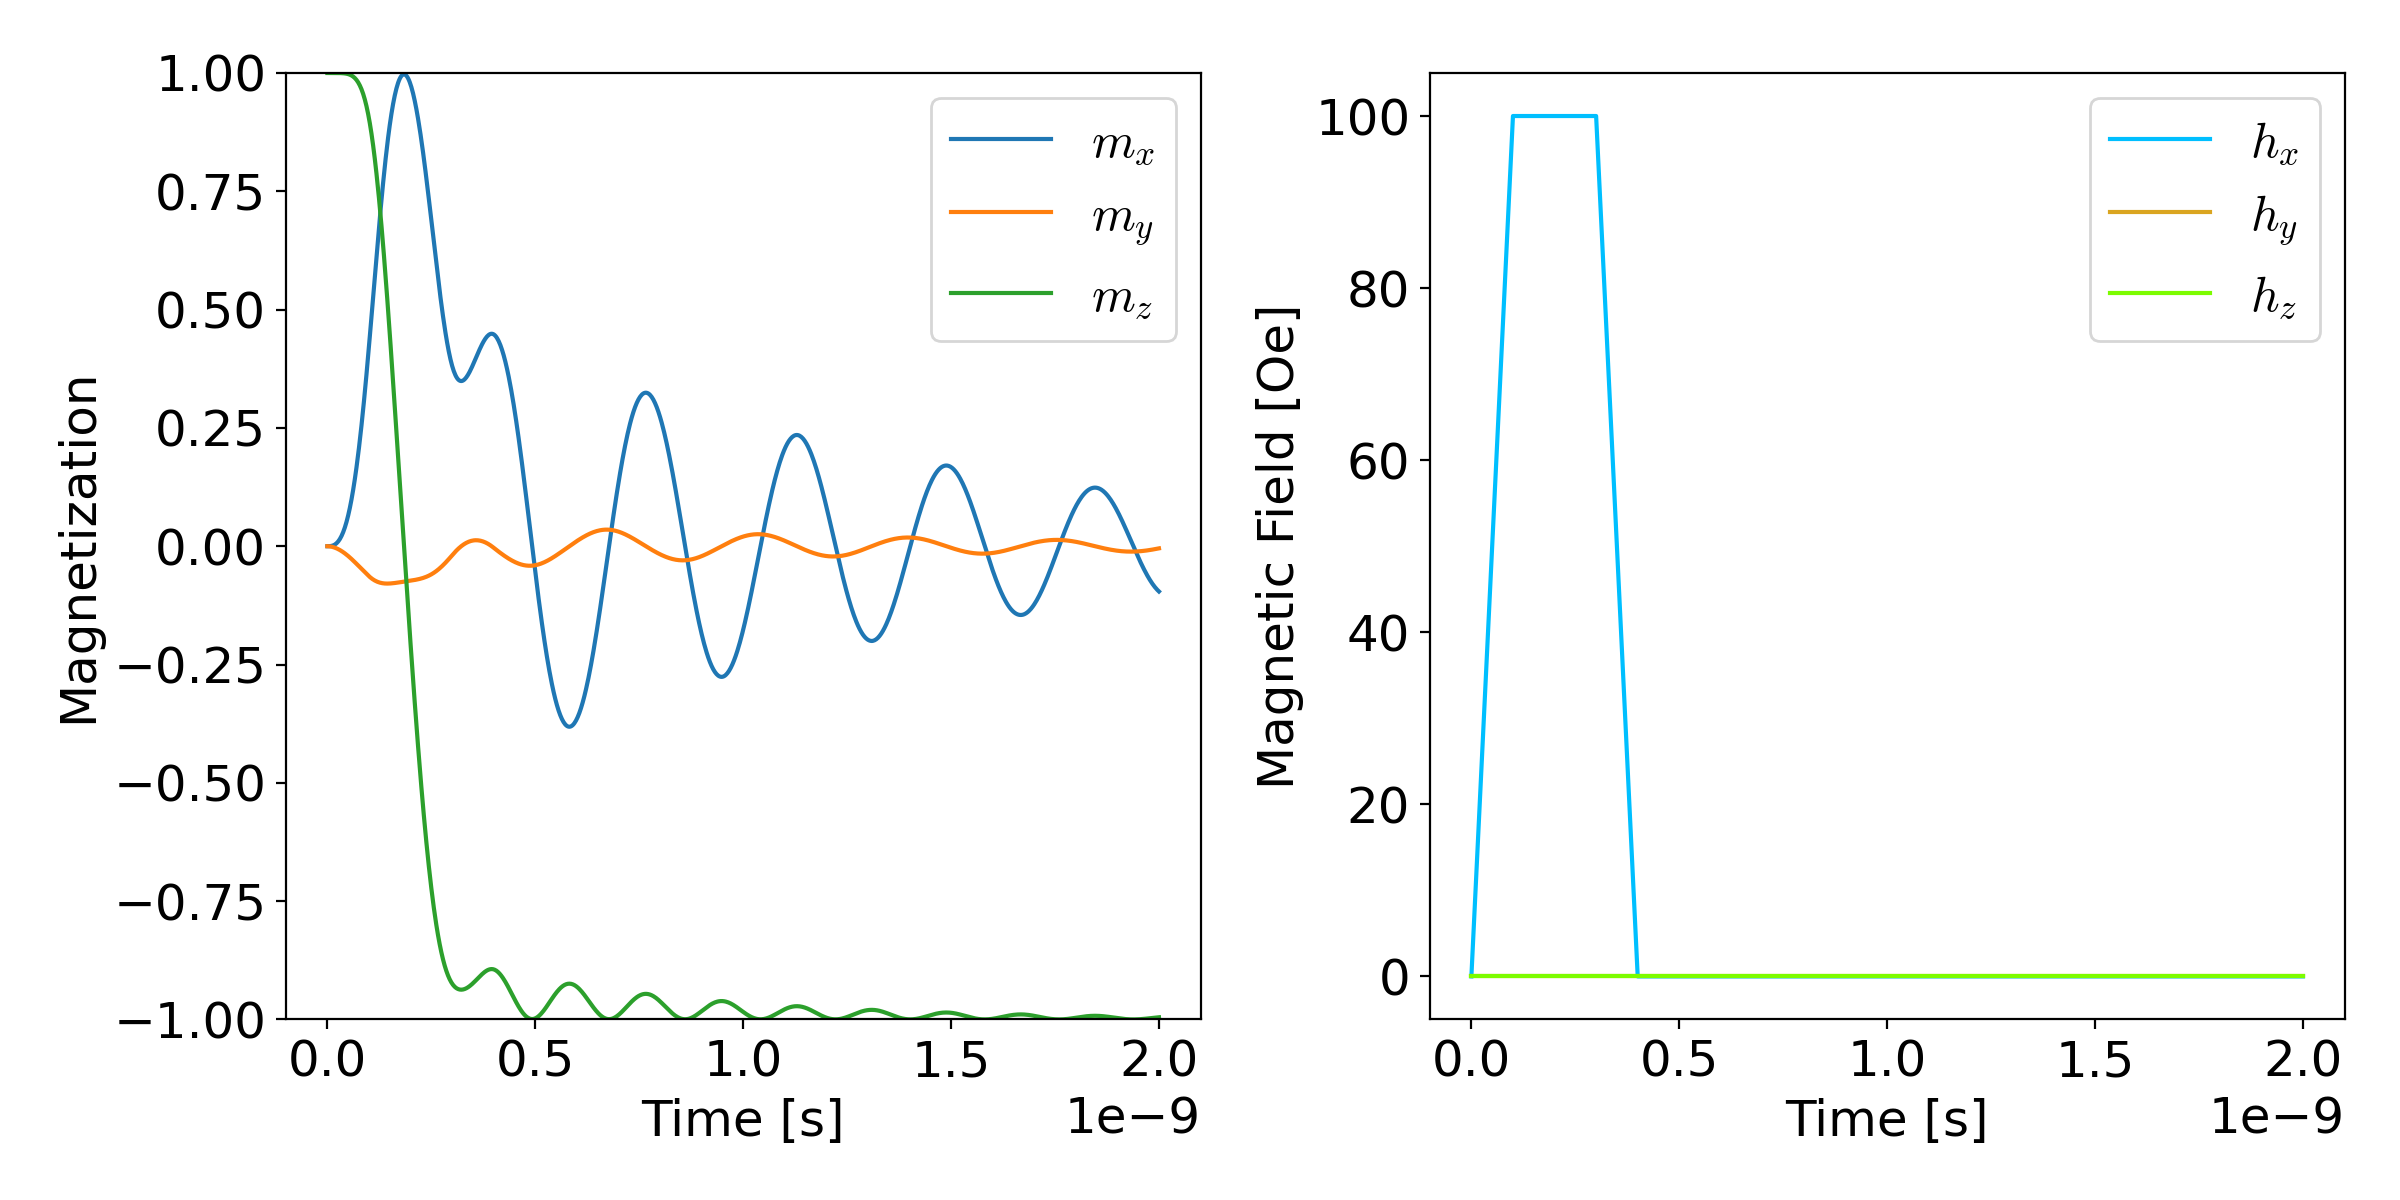 Magnetization
1.00
0.75
0.50
0.25
0.00
−0.25
−0.50
−0.75
−1.00
0.0 0.5 1.0 1.5 2.0
Time [s]
1e−9
m_x
m_y
m_z
Magnetic Field [Oe]
100
80
60
40
20
0
0.0 0.5 1.0 1.5 2.0
Time [s]
1e−9
h_x
h_y
h_z